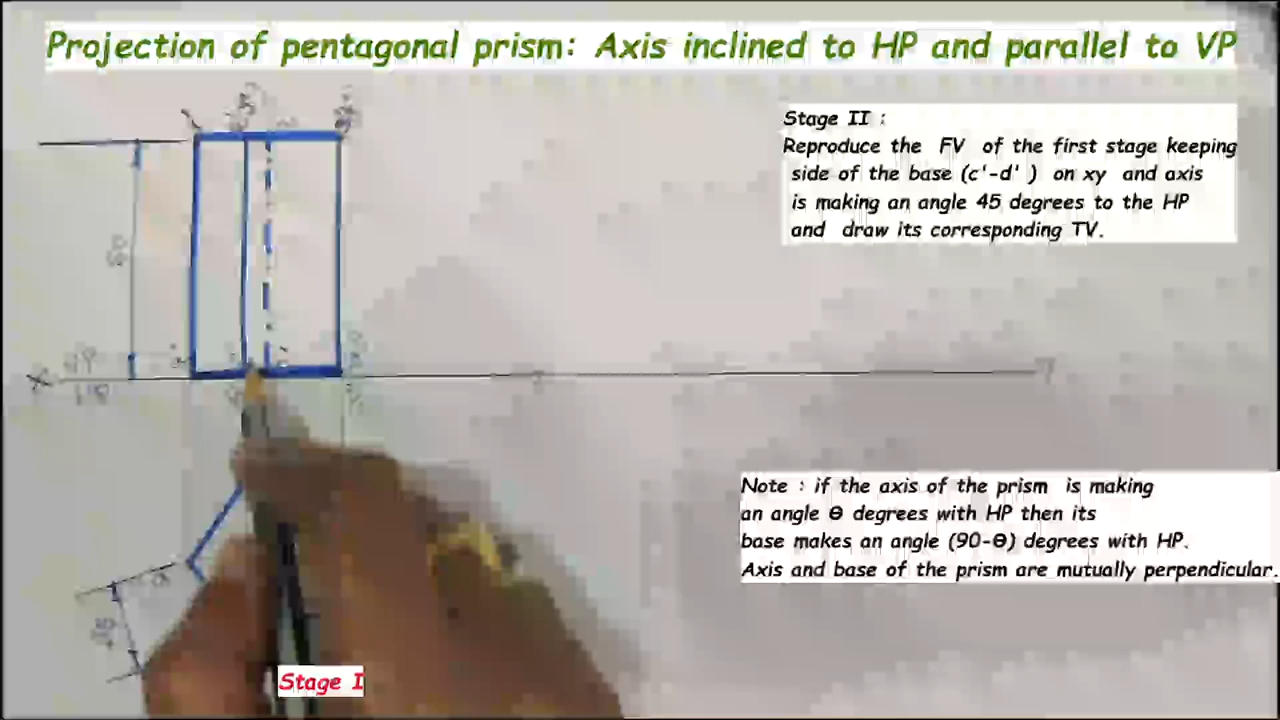 Projection of pentagonal prism: Axis inclined to HP and parallel to VP
Stage II :
Reproduce the FV of the first stage keeping
side of the base (c'-d' ) on xy and axis
is making an angle 45 degrees to the HP
and draw its corresponding TV.
X
Y
Note : if the axis of the prism is making
an angle θ degrees with HP then its
base makes an angle (90-θ) degrees with HP.
Axis and base of the prism are mutually perpendicular.
Stage I